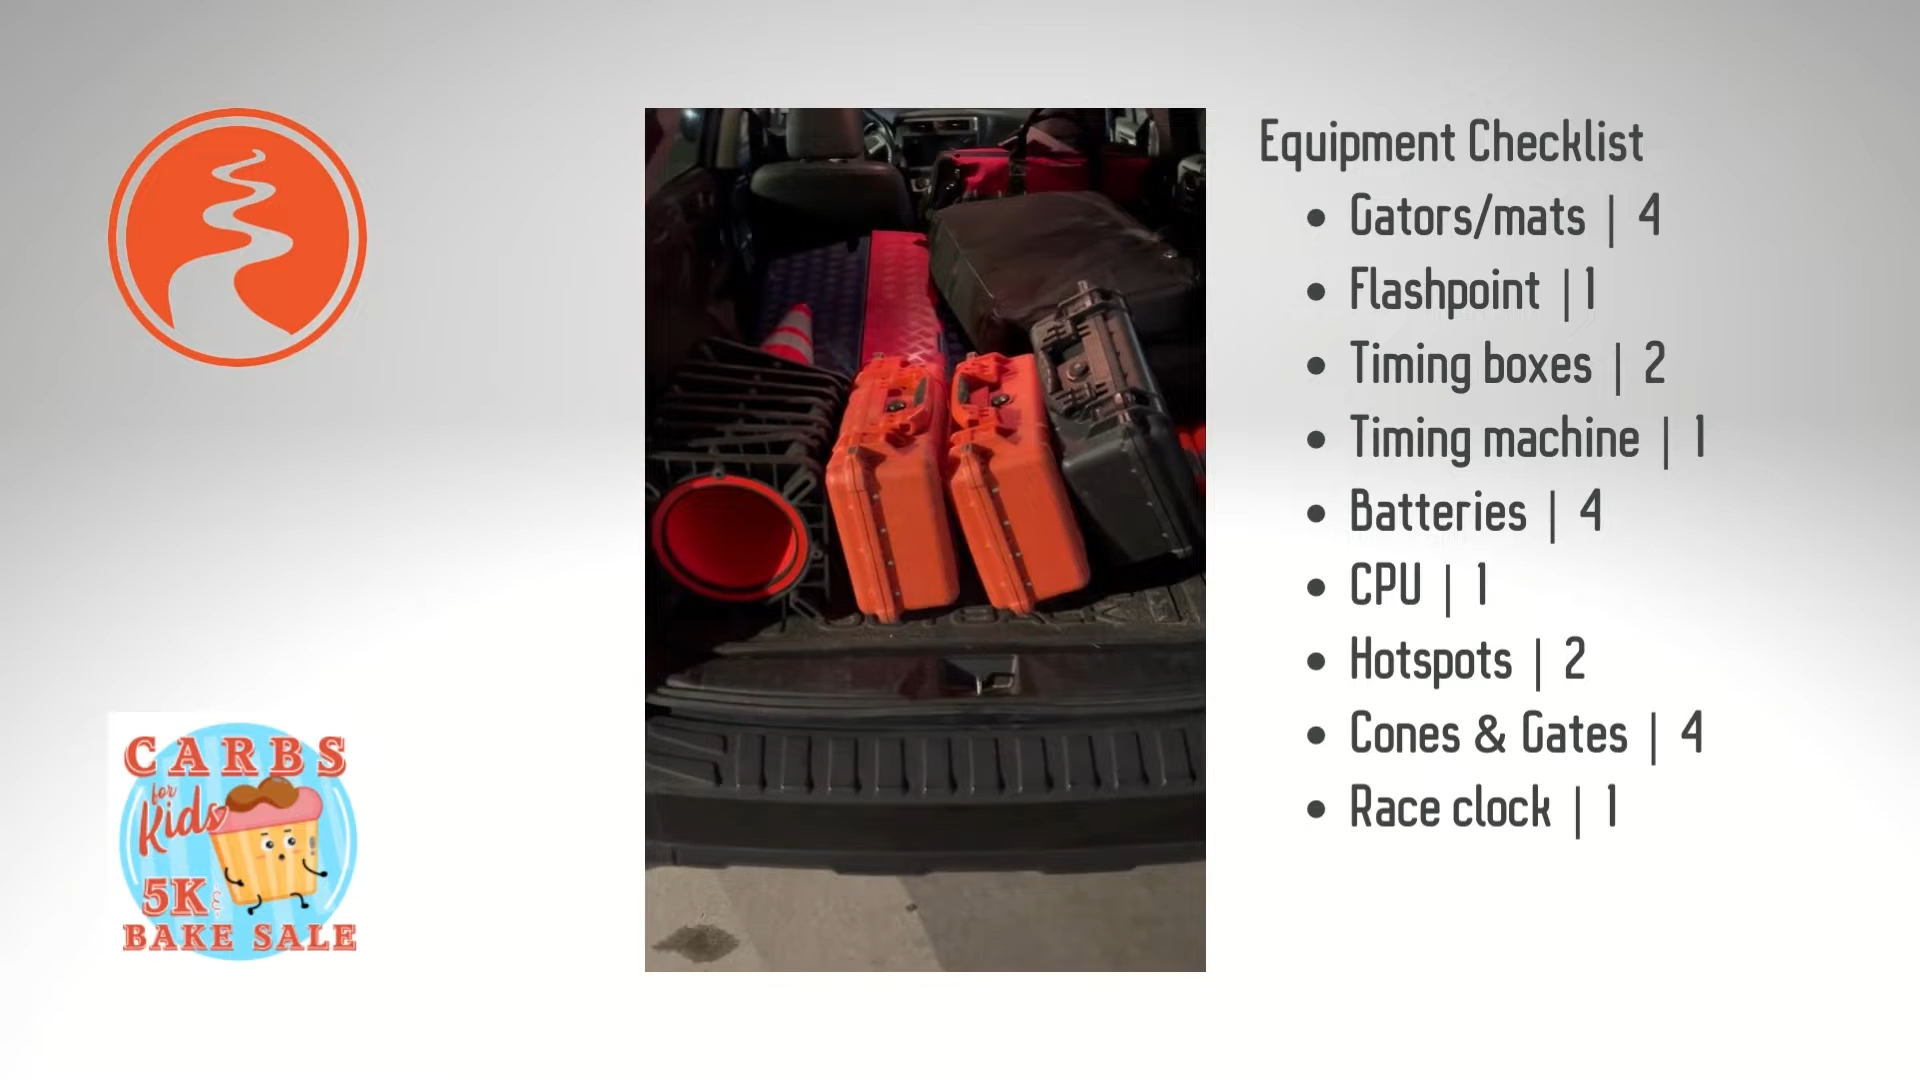 Equipment Checklist
• Gators/mats | 4
• Flashpoint | 1
• Timing boxes | 2
• Timing machine | 1
• Batteries | 4
• CPU | 1
• Hotspots | 2
• Cones & Gates | 4
• Race clock | 1
CARBS
for
Kids
5K &
BAKE SALE